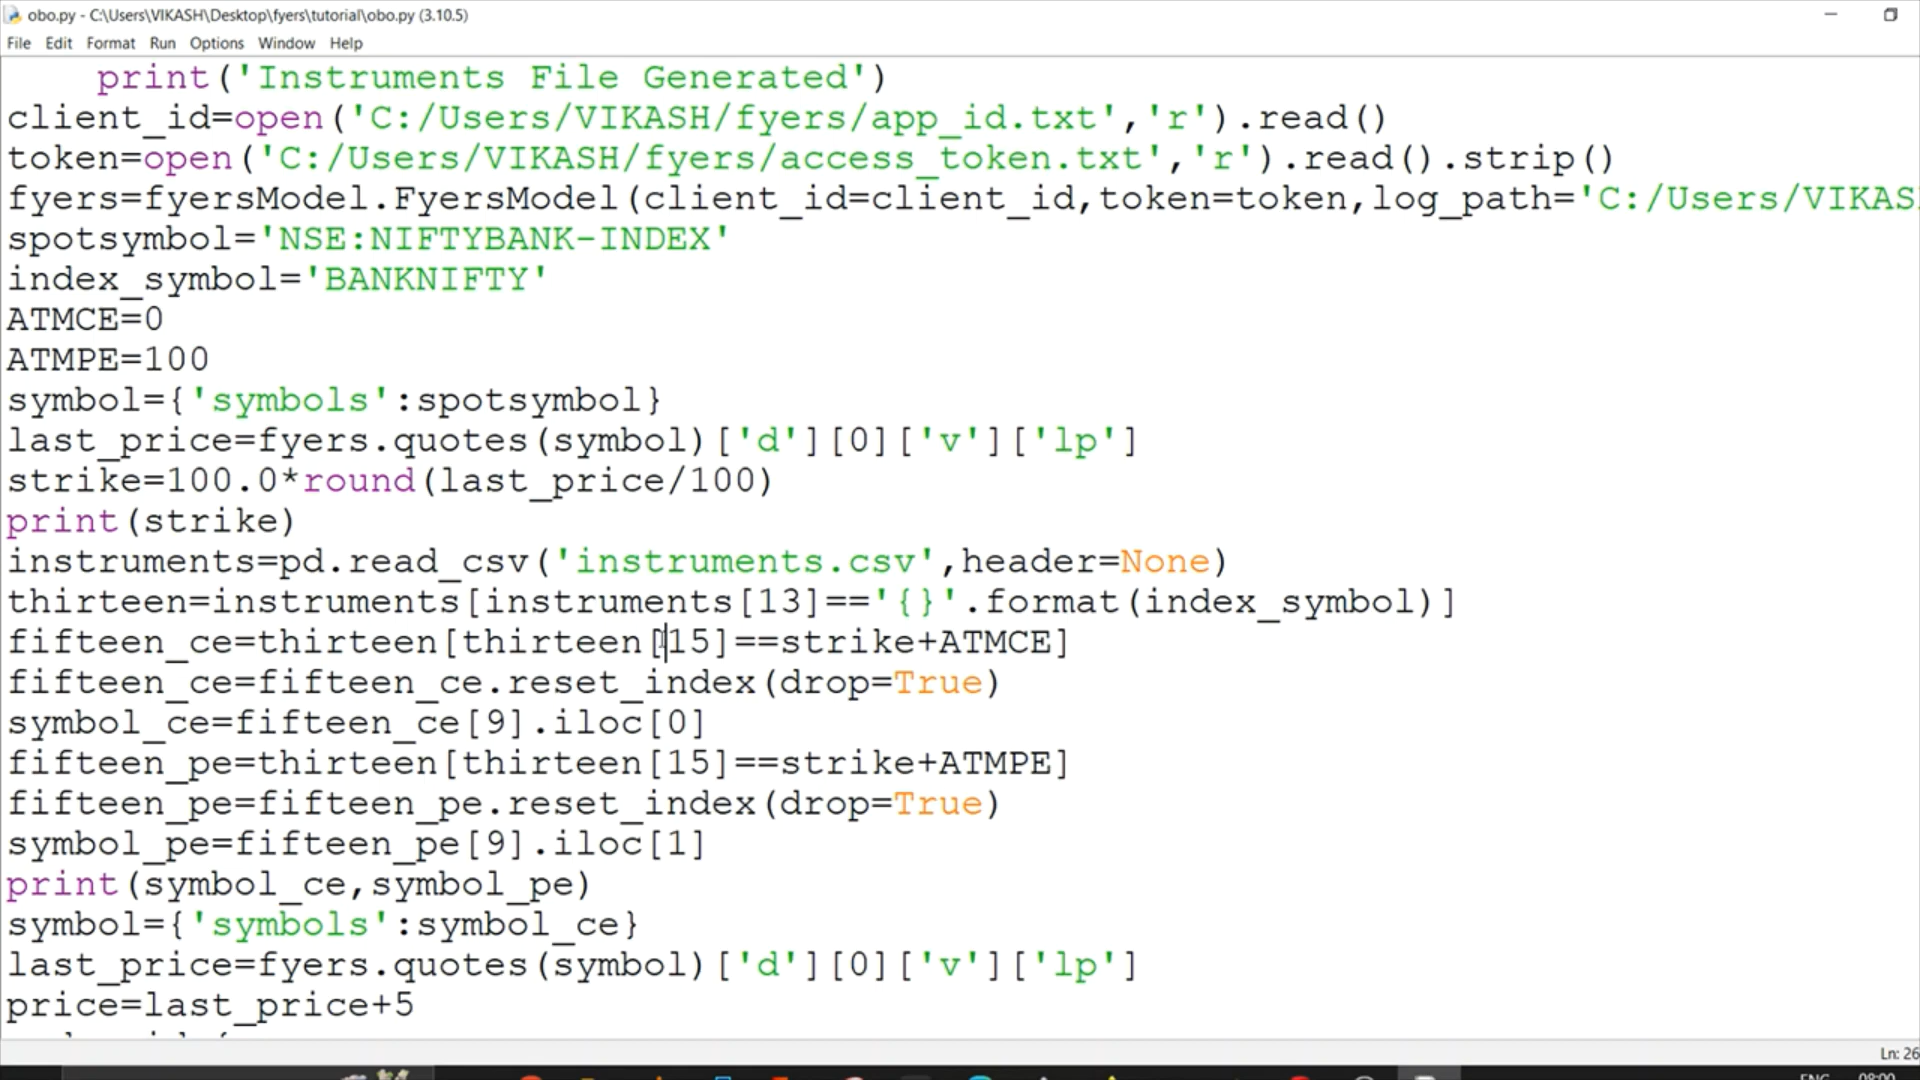 obo.py - C:\Users\VIKASH\Desktop\fyers\tutorial\obo.py (3.10.5)
File Edit Format Run Options Window Help
print('Instruments File Generated')
client_id=open('C:/Users/VIKASH/fyers/app_id.txt','r').read()
token=open('C:/Users/VIKASH/fyers/access_token.txt','r').read().strip()
fyers=fyersModel.FyersModel(client_id=client_id,token=token,log_path='C:/Users/VIKAS
spotsymbol='NSE:NIFTYBANK-INDEX'
index_symbol='BANKNIFTY'
ATMCE=0
ATMPE=100
symbol={'symbols':spotsymbol}
last_price=fyers.quotes(symbol)['d'][0]['v']['lp']
strike=100.0*round(last_price/100)
print(strike)
instruments=pd.read_csv('instruments.csv',header=None)
thirteen=instruments[instruments[13]=='{}'.format(index_symbol)]
fifteen_ce=thirteen[thirteen[15]==strike+ATMCE]
fifteen_ce=fifteen_ce.reset_index(drop=True)
symbol_ce=fifteen_ce[9].iloc[0]
fifteen_pe=thirteen[thirteen[15]==strike+ATMPE]
fifteen_pe=fifteen_pe.reset_index(drop=True)
symbol_pe=fifteen_pe[9].iloc[1]
print(symbol_ce,symbol_pe)
symbol={'symbols':symbol_ce}
last_price=fyers.quotes(symbol)['d'][0]['v']['lp']
price=last_price+5
Ln: 26